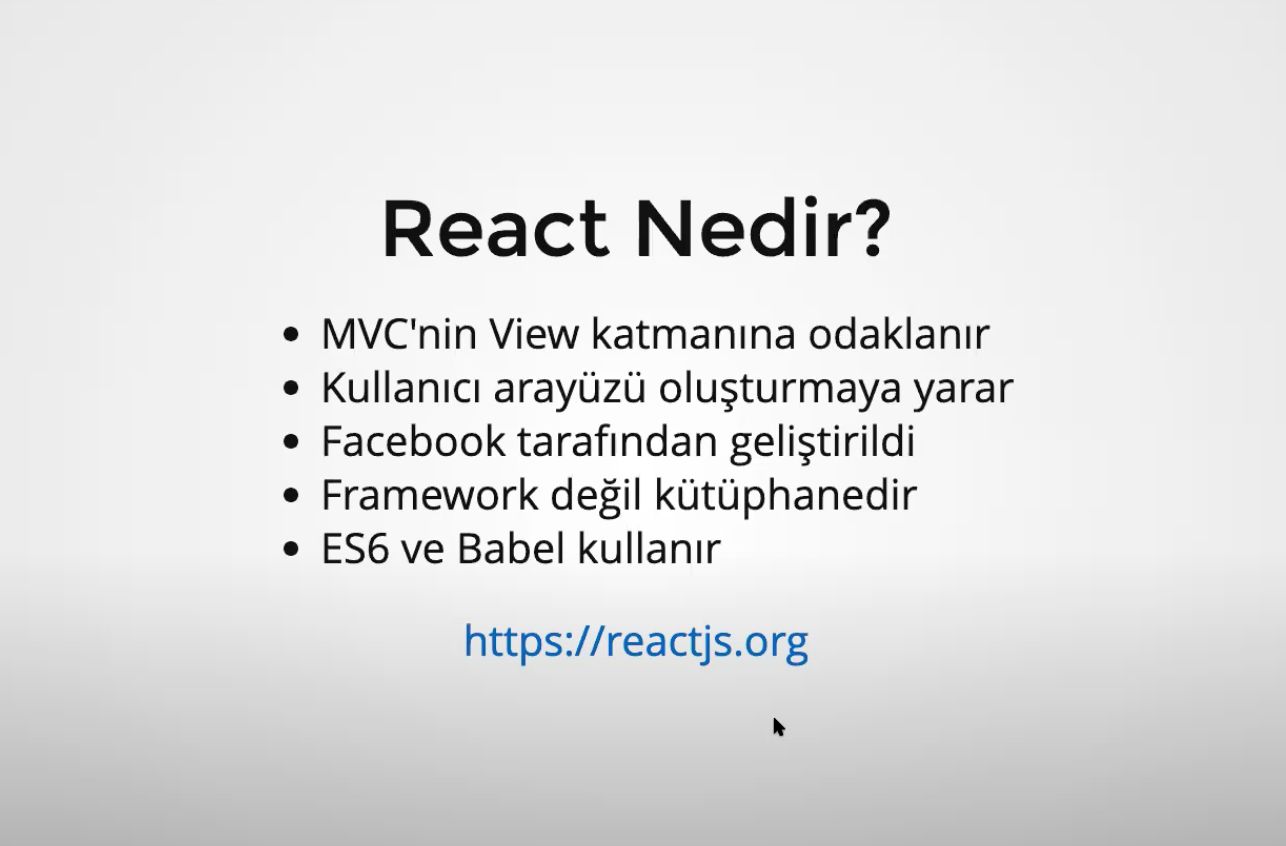 React Nedir?
• MVC'nin View katmanına odaklanır
• Kullanıcı arayüzü oluşturmaya yarar
• Facebook tarafından geliştirildi
• Framework değil kütüphanedir
• ES6 ve Babel kullanır
https://reactjs.org